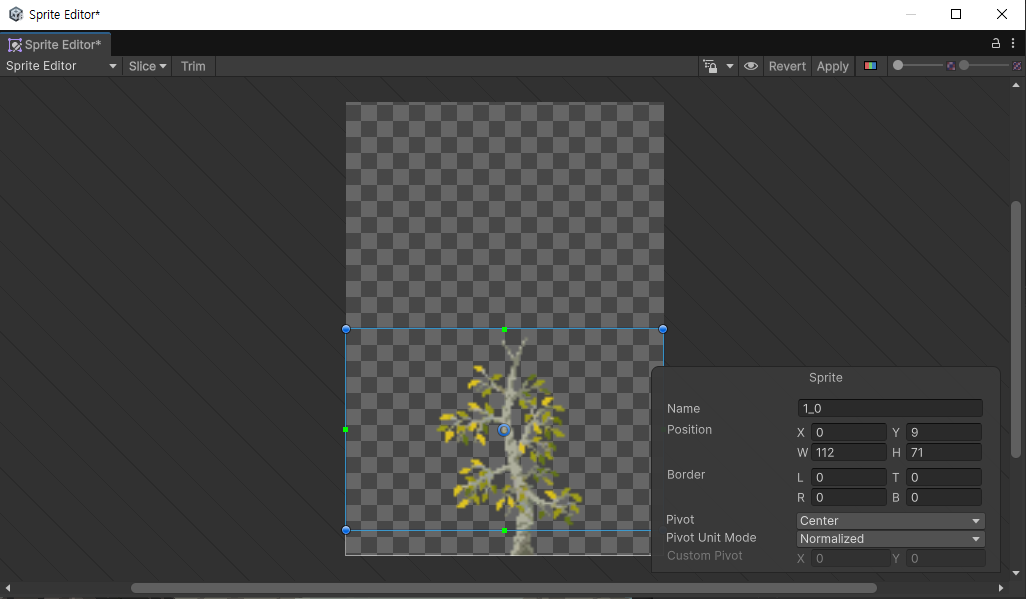 Sprite Editor*
Sprite Editor*
Sprite Editor Slice Trim Revert Apply
Sprite
Name 1_0
Position X 0 Y 9
W 112 H 71
Border L 0 T 0
R 0 B 0
Pivot Center
Pivot Unit Mode Normalized
Custom Pivot X 0 Y 0